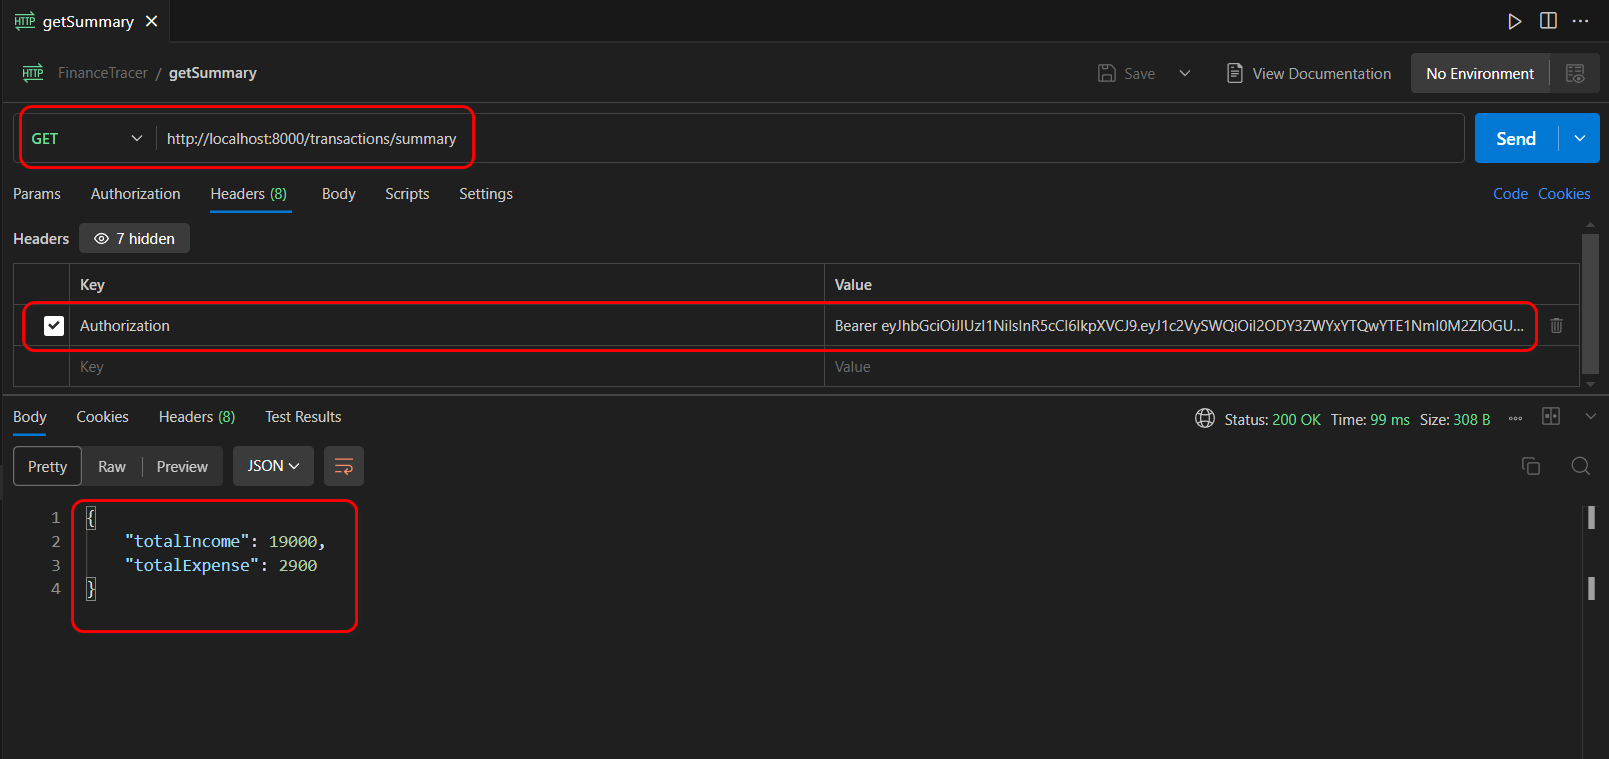 HTTP getSummary
HTTP FinanceTracer / getSummary Save View Documentation No Environment
GET http://localhost:8000/transactions/summary Send
Params Authorization Headers (8) Body Scripts Settings Code Cookies
Headers 7 hidden
Key Value
Authorization Bearer eyJhbGciOiJIUzI1NiIsInR5cCI6IkpXVCJ9.eyJ1c2VySWQiOiI2ODY3ZWYxYTQwYTE1NmI0M2ZlOGU...
Key Value
Body Cookies Headers (8) Test Results Status: 200 OK Time: 99 ms Size: 308 B
Pretty Raw Preview JSON
1 {
2 "totalIncome": 19000,
3 "totalExpense": 2900
4 }